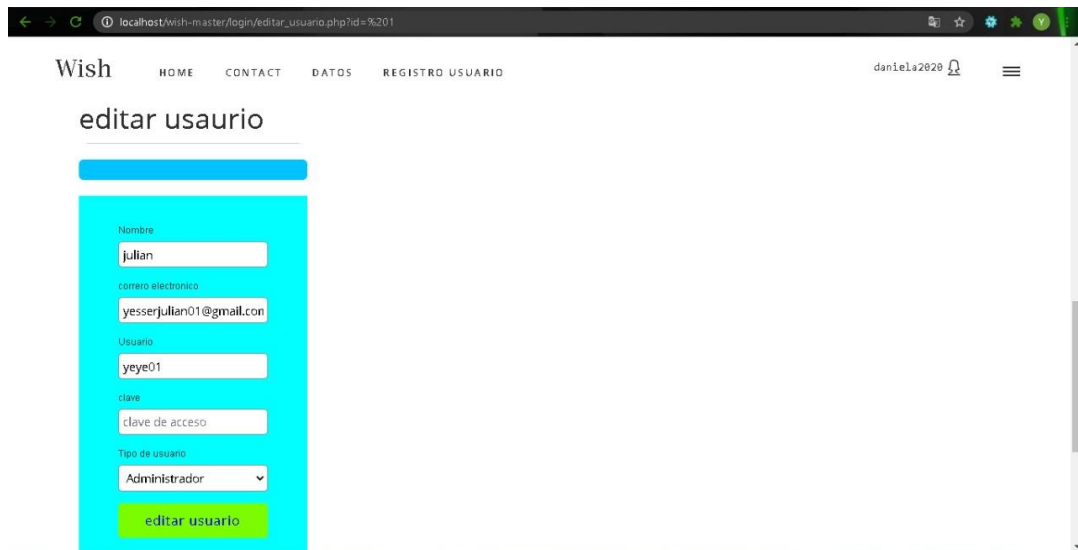 localhost/wish-master/login/editar_usuario.php?id=%201
Y
Wish HOME CONTACT DATOS REGISTRO USUARIO daniela2020
editar usaurio
Nombre
julian
correro electronico
yesserjulian01@gmail.con
Usuario
yeye01
clave
clave de acceso
Tipo de usuario
Administrador
editar usuario